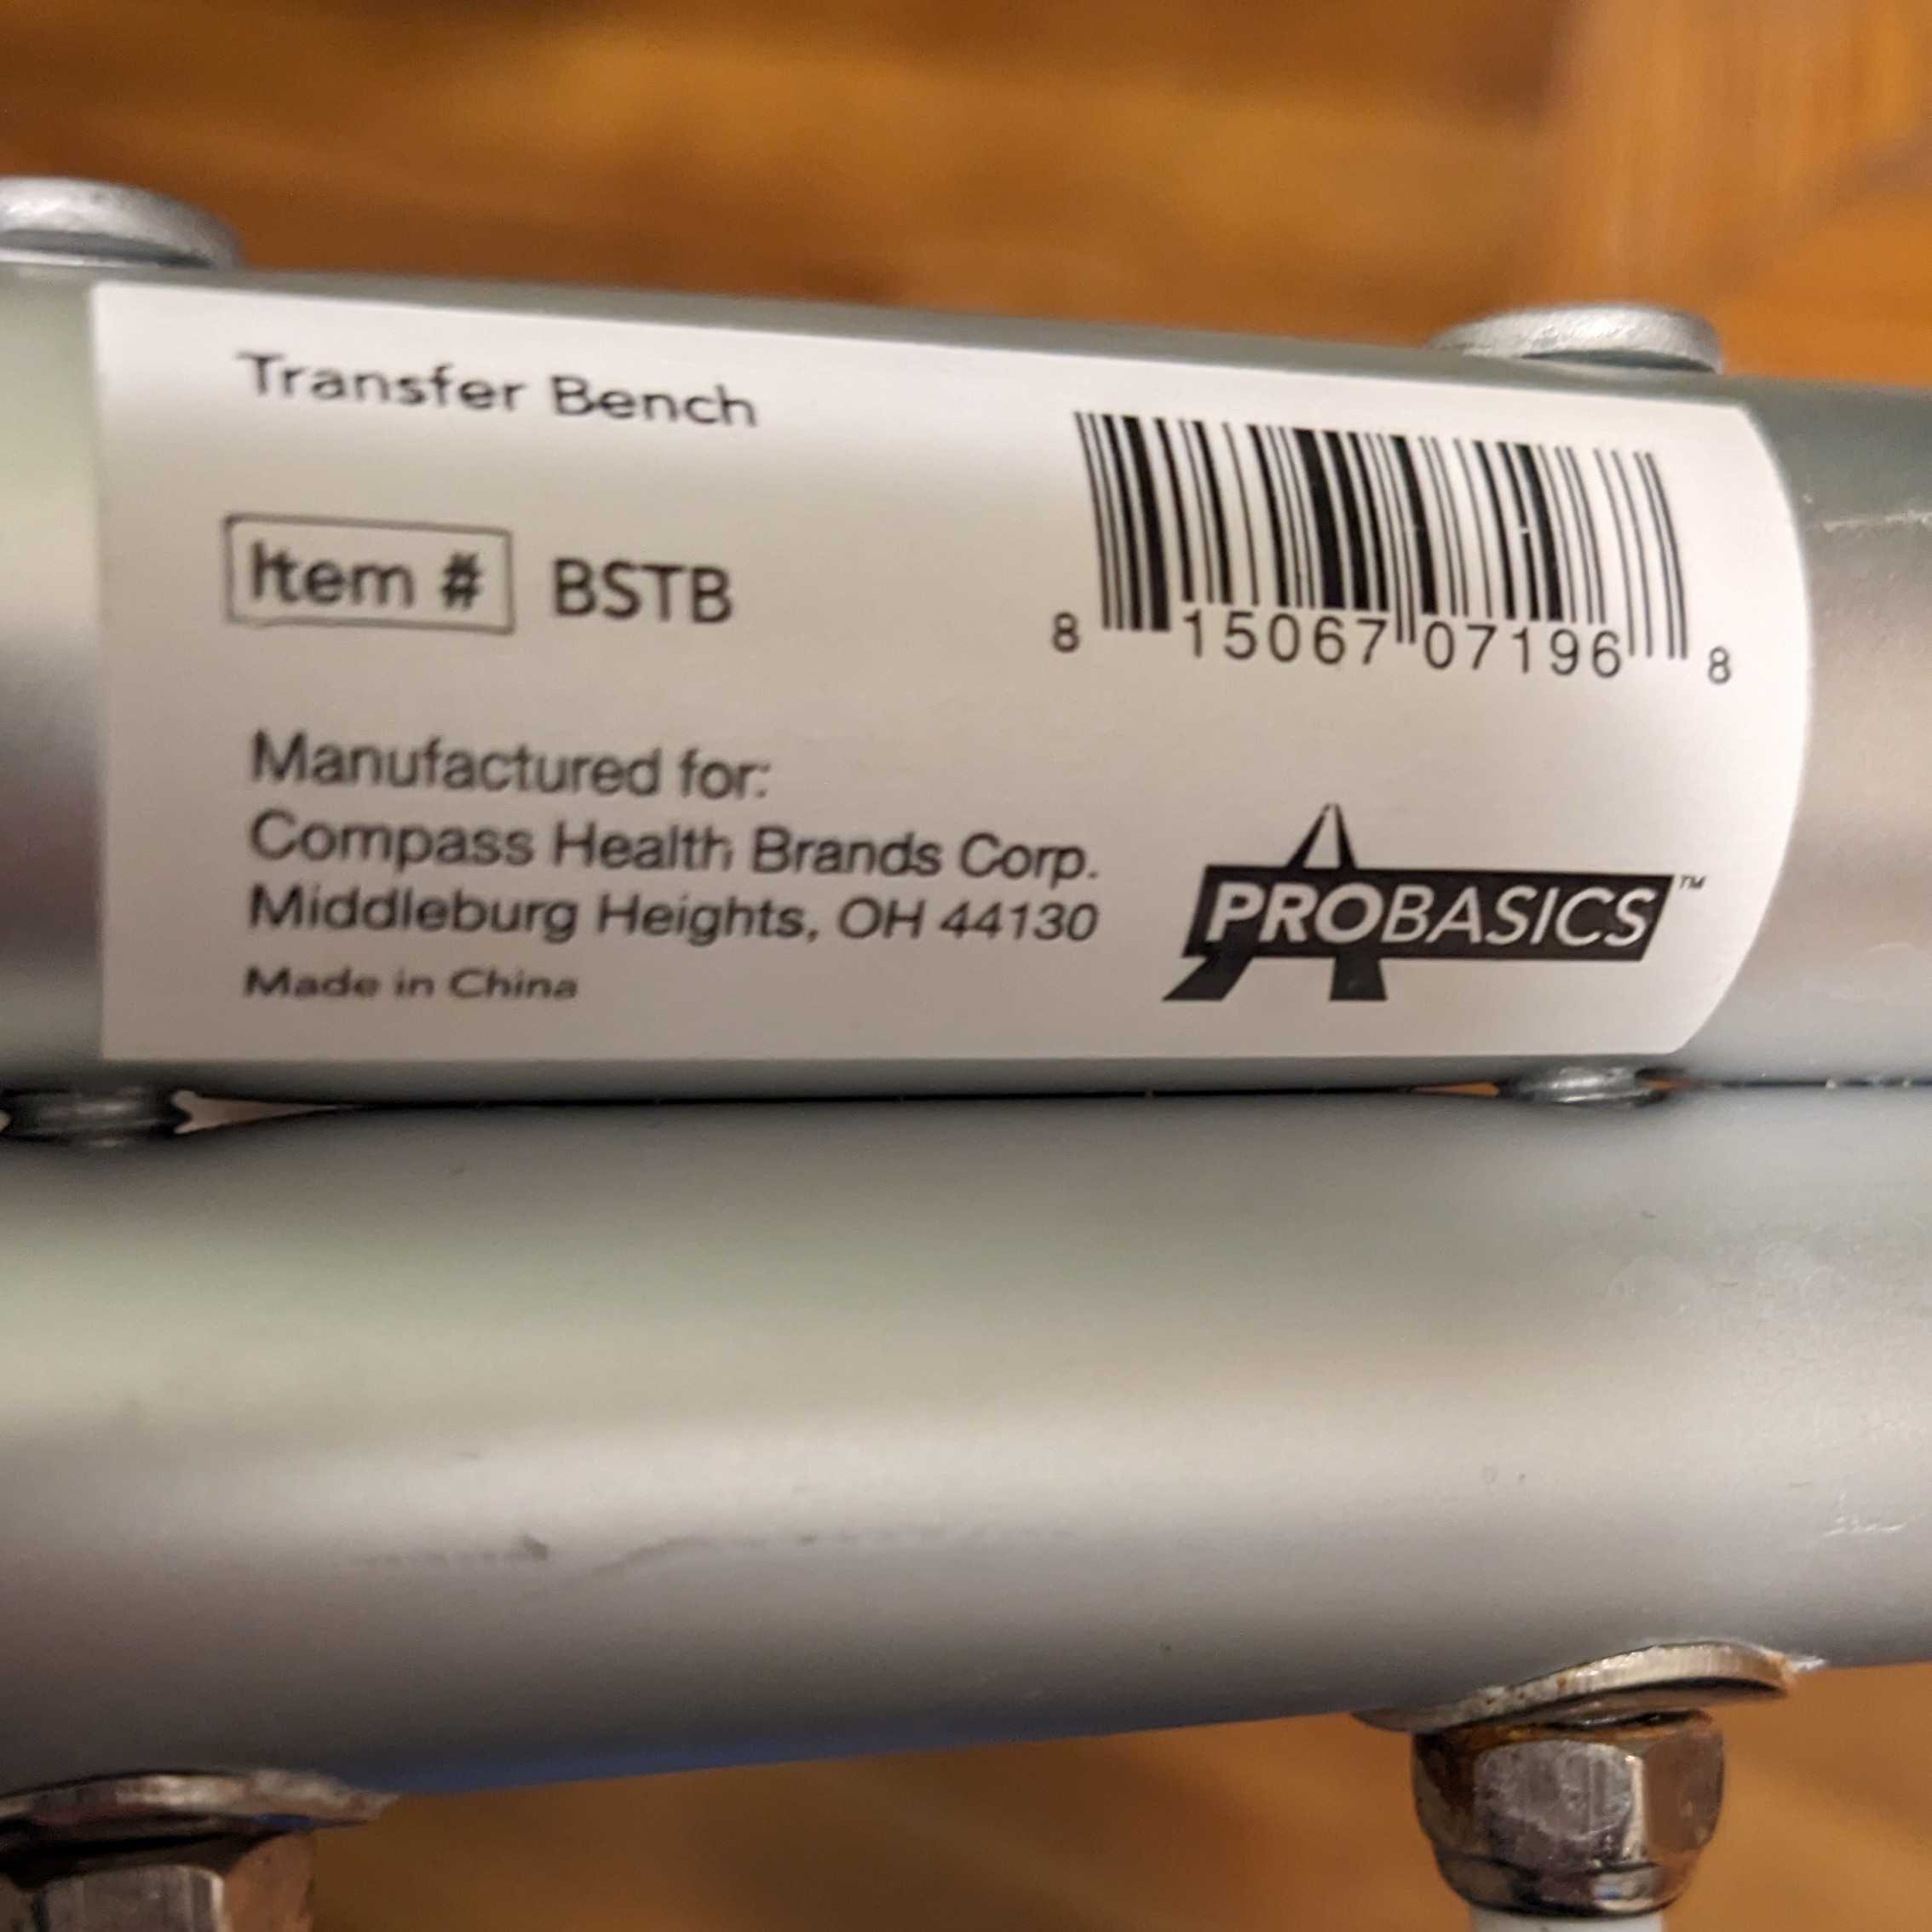 Transfer Bench
Item # BSTB
8 15067 07196 8
Manufactured for:
Compass Health Brands Corp.
Middleburg Heights, OH 44130
Made in China
PROBASICS™